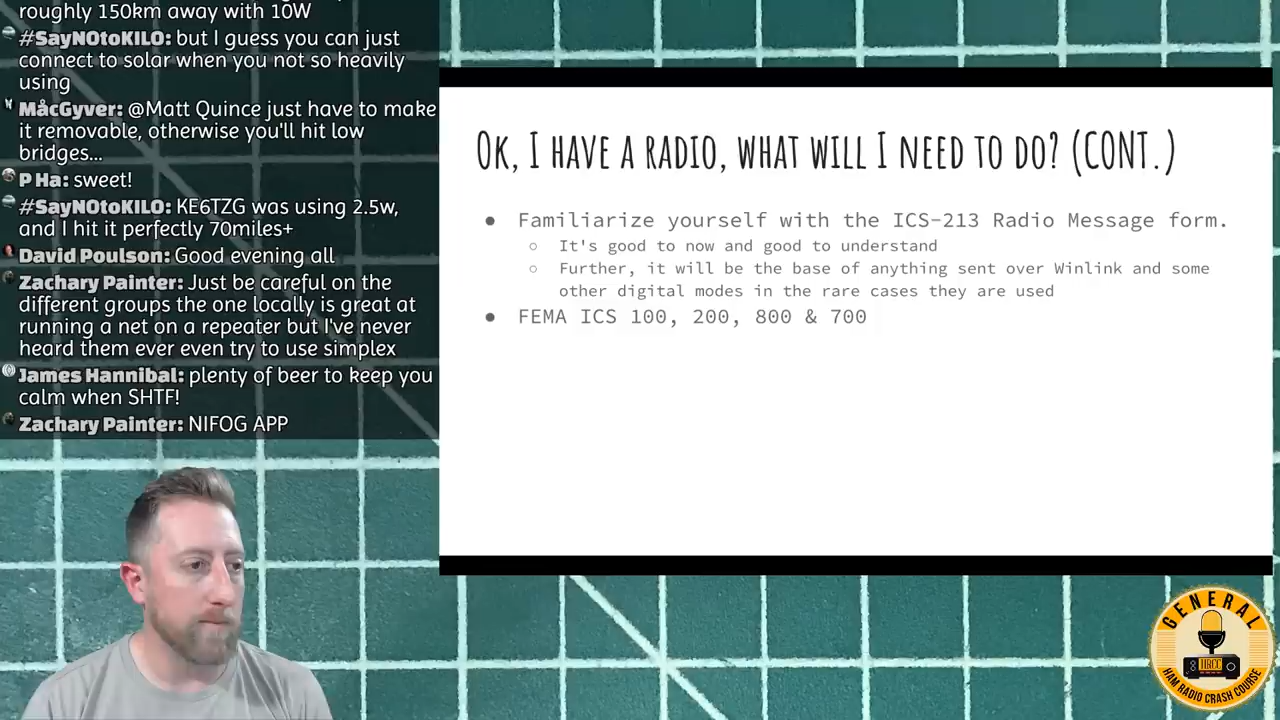 roughly 150km away with 10W
#SayNOtoKILO: but I guess you can just
connect to solar when you not so heavily
using
MåcGyver: @Matt Quince just have to make
it removable, otherwise you'll hit low
bridges...
P Ha: sweet!
#SayNOtoKILO: KE6TZG was using 2.5w,
and I hit it perfectly 70miles+
David Poulson: Good evening all
Zachary Painter: Just be careful on the
different groups the one locally is great at
running a net on a repeater but I've never
heard them ever even try to use simplex
James Hannibal: plenty of beer to keep you
calm when SHTF!
Zachary Painter: NIFOG APP
OK, I HAVE A RADIO, WHAT WILL I NEED TO DO? (CONT.)
● Familiarize yourself with the ICS-213 Radio Message form.
○ It's good to now and good to understand
○ Further, it will be the base of anything sent over Winlink and some
other digital modes in the rare cases they are used
● FEMA ICS 100, 200, 800 & 700
GENERAL
HRCC
HAM RADIO CRASH COURSE